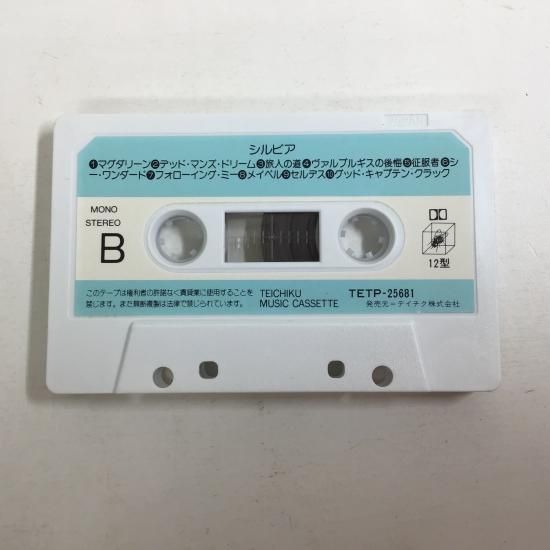 シルビア
❶マグダリーン❷デッド・マンズ・ドリーム❸旅人の道❹ヴァルプルギスの後悔❺征服者❻シー・ワンダード❼フォローイング・ミー❽メイベル❾セルデス❿グッド・キャプテン・クラック
MONO
STEREO
B
12型
このテープは権利者の許諾なく賃貸業に使用することを
禁じます。また無断複製は法律で禁じられています。
TEICHIKU
MUSIC CASSETTE
TETP-25681
発売元=テイチク株式会社